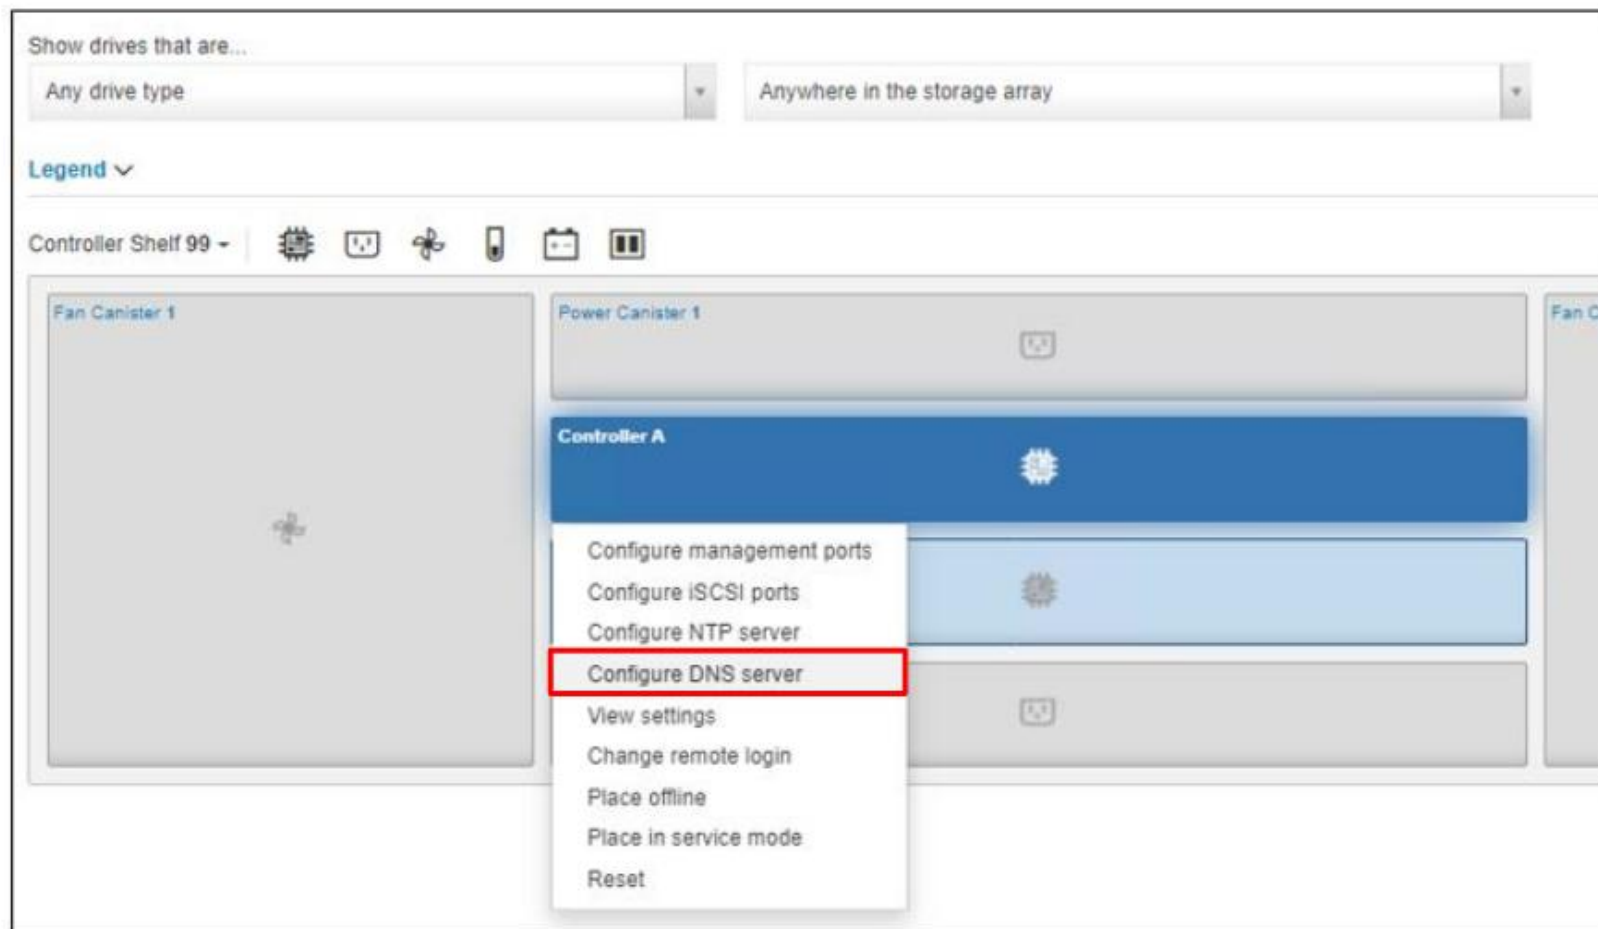 Show drives that are...
Any drive type
Anywhere in the storage array
Legend
Controller Shelf 99
Fan Canister 1
Power Canister 1
Fan C
Controller A
Configure management ports
Configure iSCSI ports
Configure NTP server
Configure DNS server
View settings
Change remote login
Place offline
Place in service mode
Reset